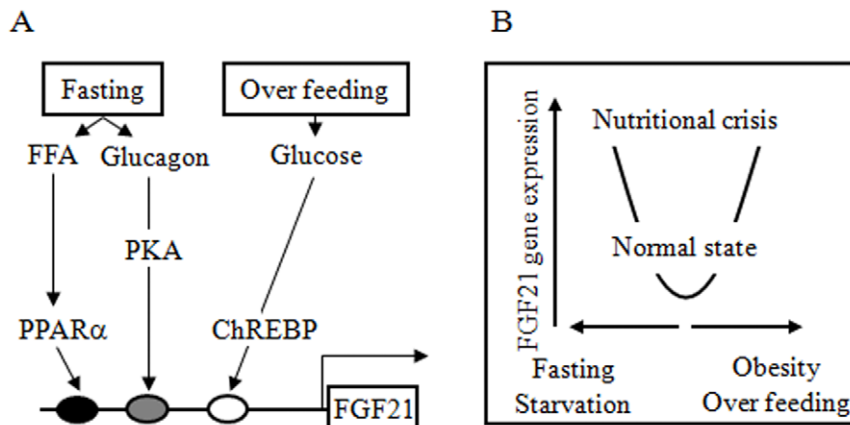 A
Fasting
Over feeding
FFA
Glucagon
Glucose
PKA
PPARα
ChREBP
FGF21
B
FGF21 gene expression
Nutritional crisis
Normal state
Fasting
Starvation
Obesity
Over feeding